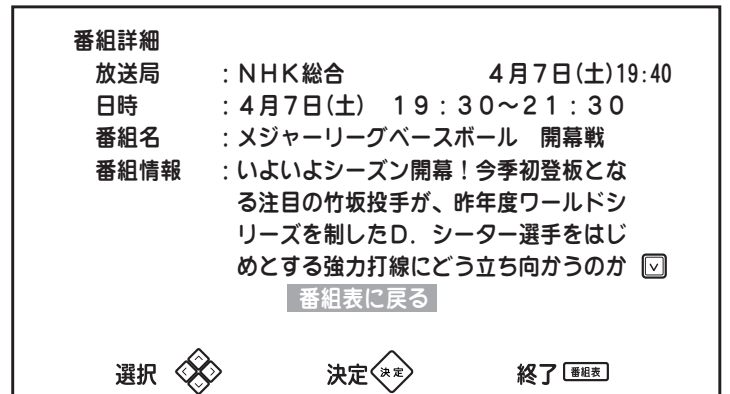 番組詳細
放送局 :NHK総合 4月7日(土)19:40
日時 :4月7日(土) 19:30~21:30
番組名 :メジャーリーグベースボール 開幕戦
番組情報 :いよいよシーズン開幕!今季初登板とな
る注目の竹坂投手が、昨年度ワールドシ
リーズを制したD.シーター選手をはじ
めとする強力打線にどう立ち向かうのか
番組表に戻る
選択 決定 決定 終了 番組表